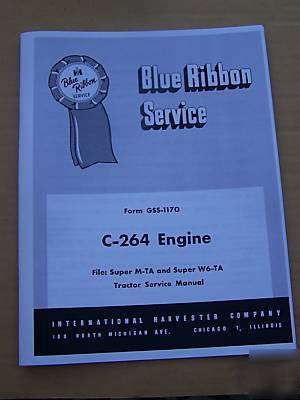 Blue
Ribbon
SERVICE
Blue Ribbon
Service
Form GSS-1170
C-264 Engine
File: Super M-TA and Super W6-TA
Tractor Service Manual
INTERNATIONAL HARVESTER COMPANY
180 NORTH MICHIGAN AVE. CHICAGO 1, ILLINOIS